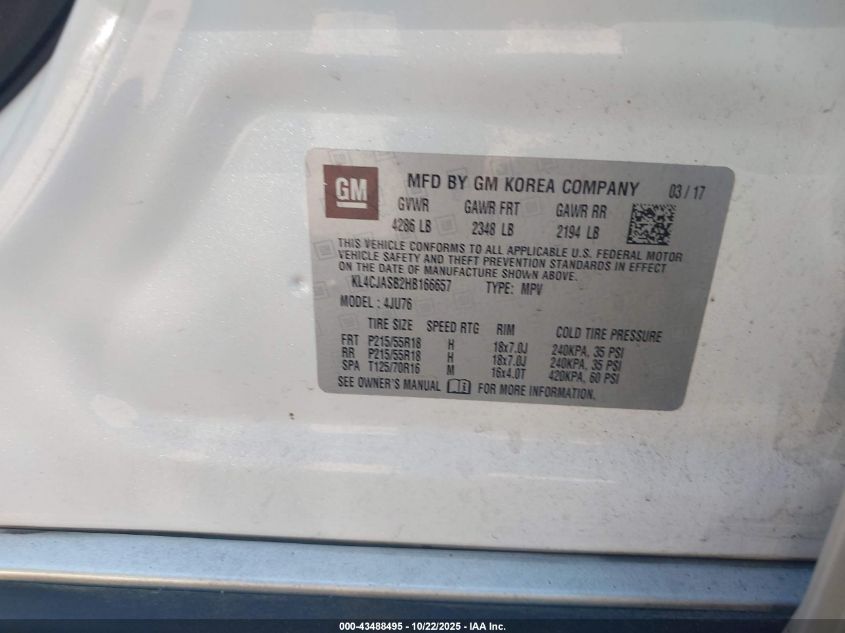 GM
MFD BY GM KOREA COMPANY 03/17
GVWR GAWR FRT GAWR RR
4286 LB 2348 LB 2194 LB
THIS VEHICLE CONFORMS TO ALL APPLICABLE U.S. FEDERAL MOTOR
VEHICLE SAFETY AND THEFT PREVENTION STANDARDS IN EFFECT
ON THE DATE OF MANUFACTURE SHOWN ABOVE.
KL4CJASB2HB166657 TYPE: MPV
MODEL: 4JU76
TIRE SIZE SPEED RTG RIM COLD TIRE PRESSURE
FRT P215/55R18 H 18x7.0J 240KPA, 35 PSI
RR P215/55R18 H 18x7.0J 240KPA, 35 PSI
SPA T125/70R16 M 16x4.0T 420KPA, 60 PSI
SEE OWNER'S MANUAL FOR MORE INFORMATION.
000-43488495 - 10/22/2025 - IAA Inc.